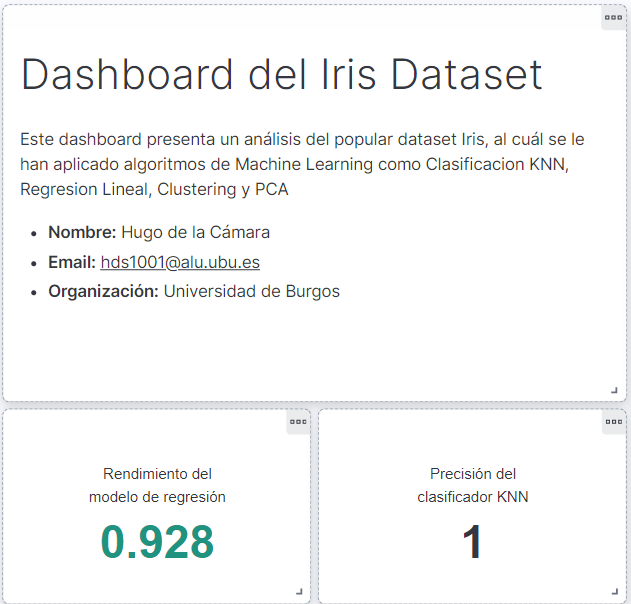 Dashboard del Iris Dataset
Este dashboard presenta un análisis del popular dataset Iris, al cuál se le
han aplicado algoritmos de Machine Learning como Clasificacion KNN,
Regresion Lineal, Clustering y PCA
• Nombre: Hugo de la Cámara
• Email: hds1001@alu.ubu.es
• Organización: Universidad de Burgos
Rendimiento del
modelo de regresión
0.928
Precisión del
clasificador KNN
1